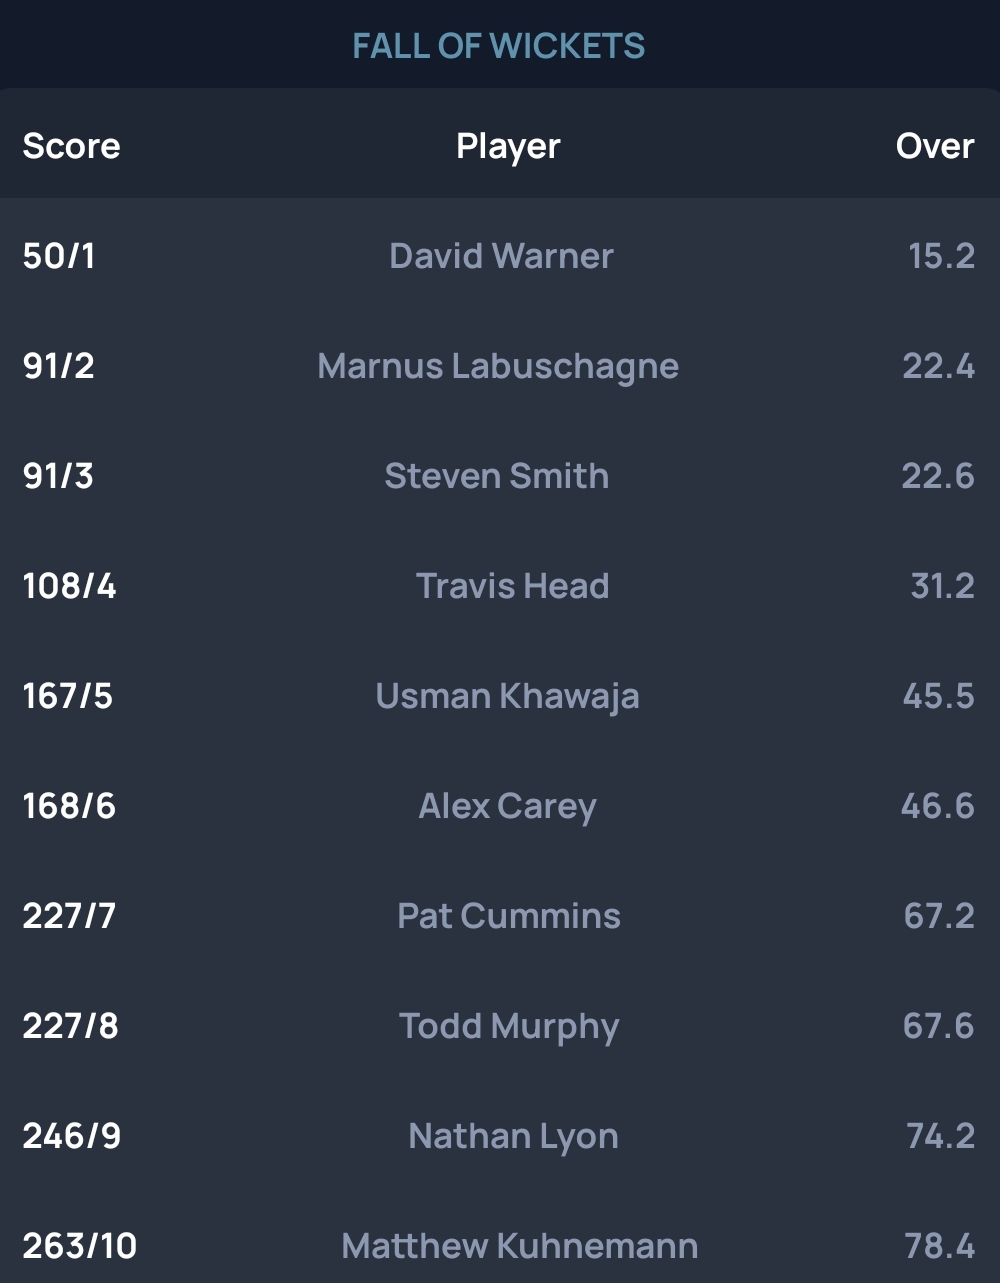 FALL OF WICKETS
Score Player Over
50/1 David Warner 15.2
91/2 Marnus Labuschagne 22.4
91/3 Steven Smith 22.6
108/4 Travis Head 31.2
167/5 Usman Khawaja 45.5
168/6 Alex Carey 46.6
227/7 Pat Cummins 67.2
227/8 Todd Murphy 67.6
246/9 Nathan Lyon 74.2
263/10 Matthew Kuhnemann 78.4